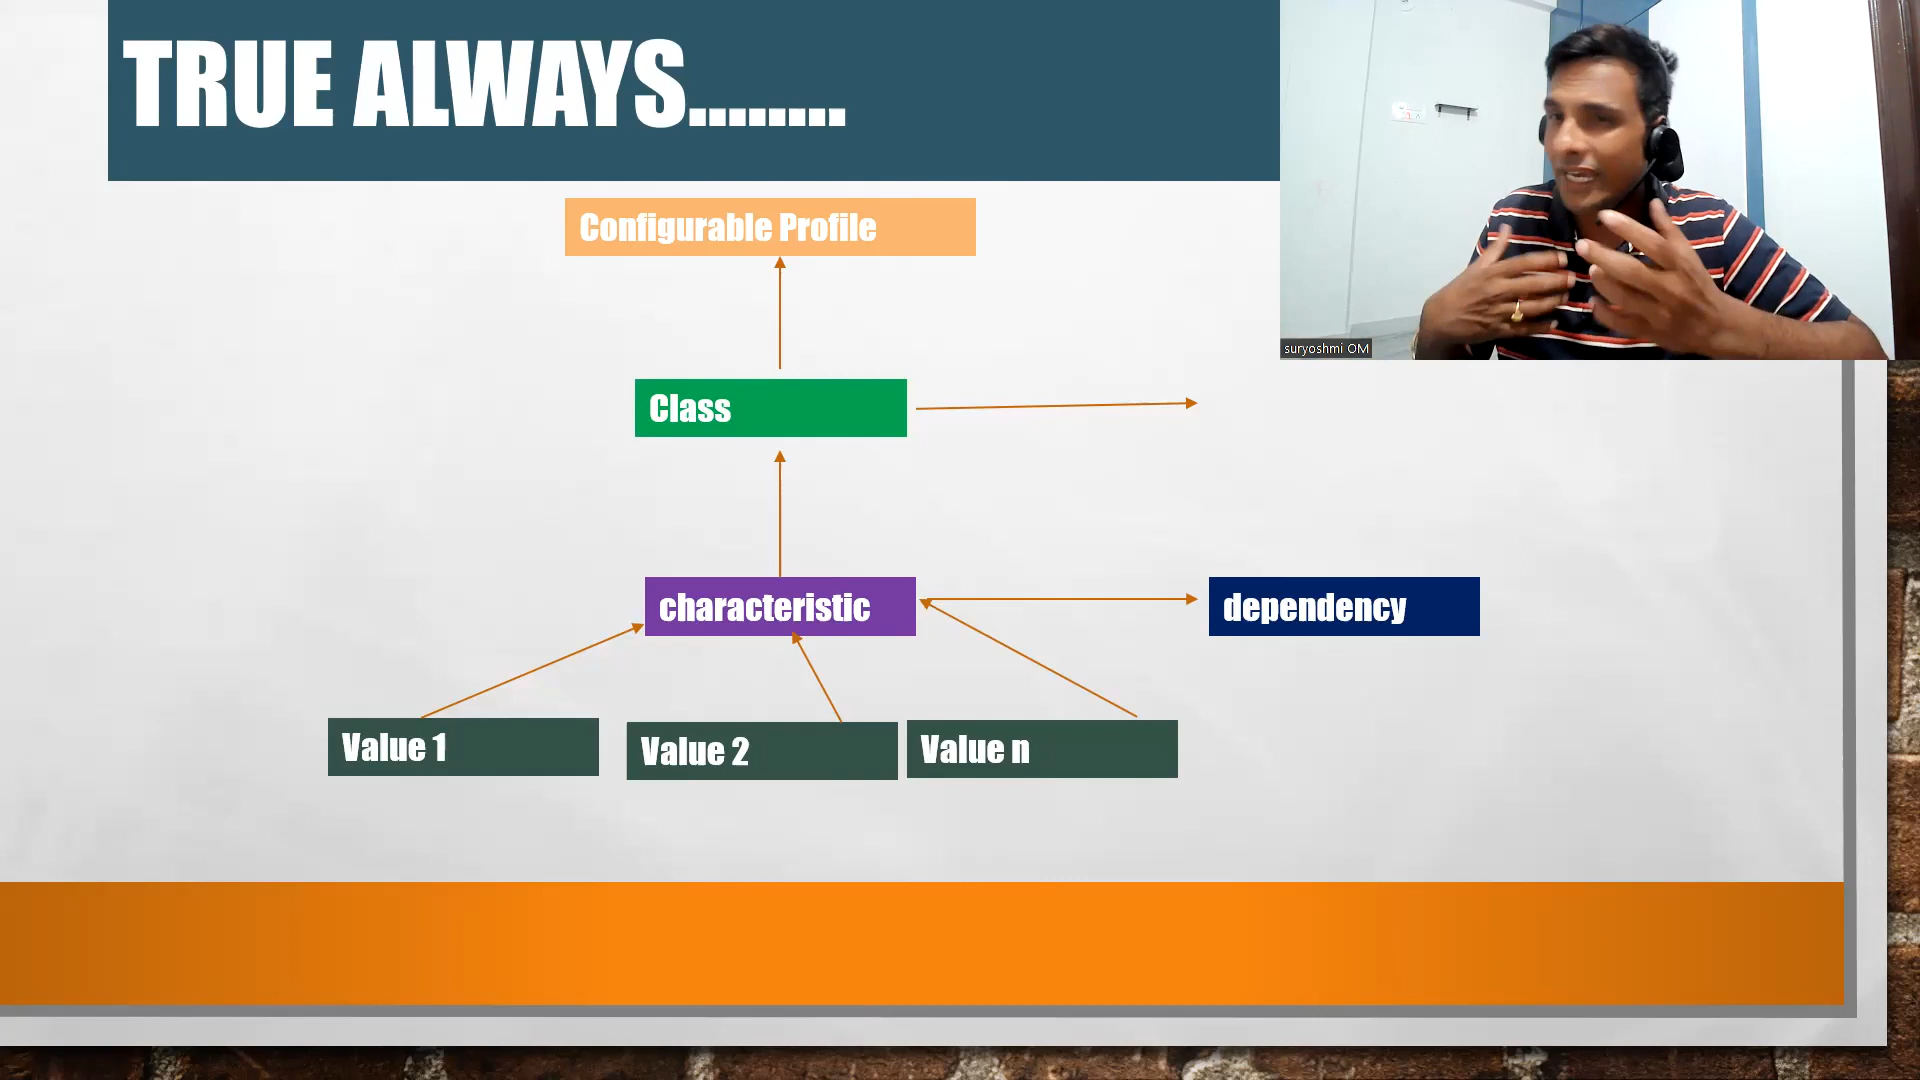 TRUE ALWAYS........
suryoshmi OM
Configurable Profile
Class
characteristic
dependency
Value 1
Value 2
Value n